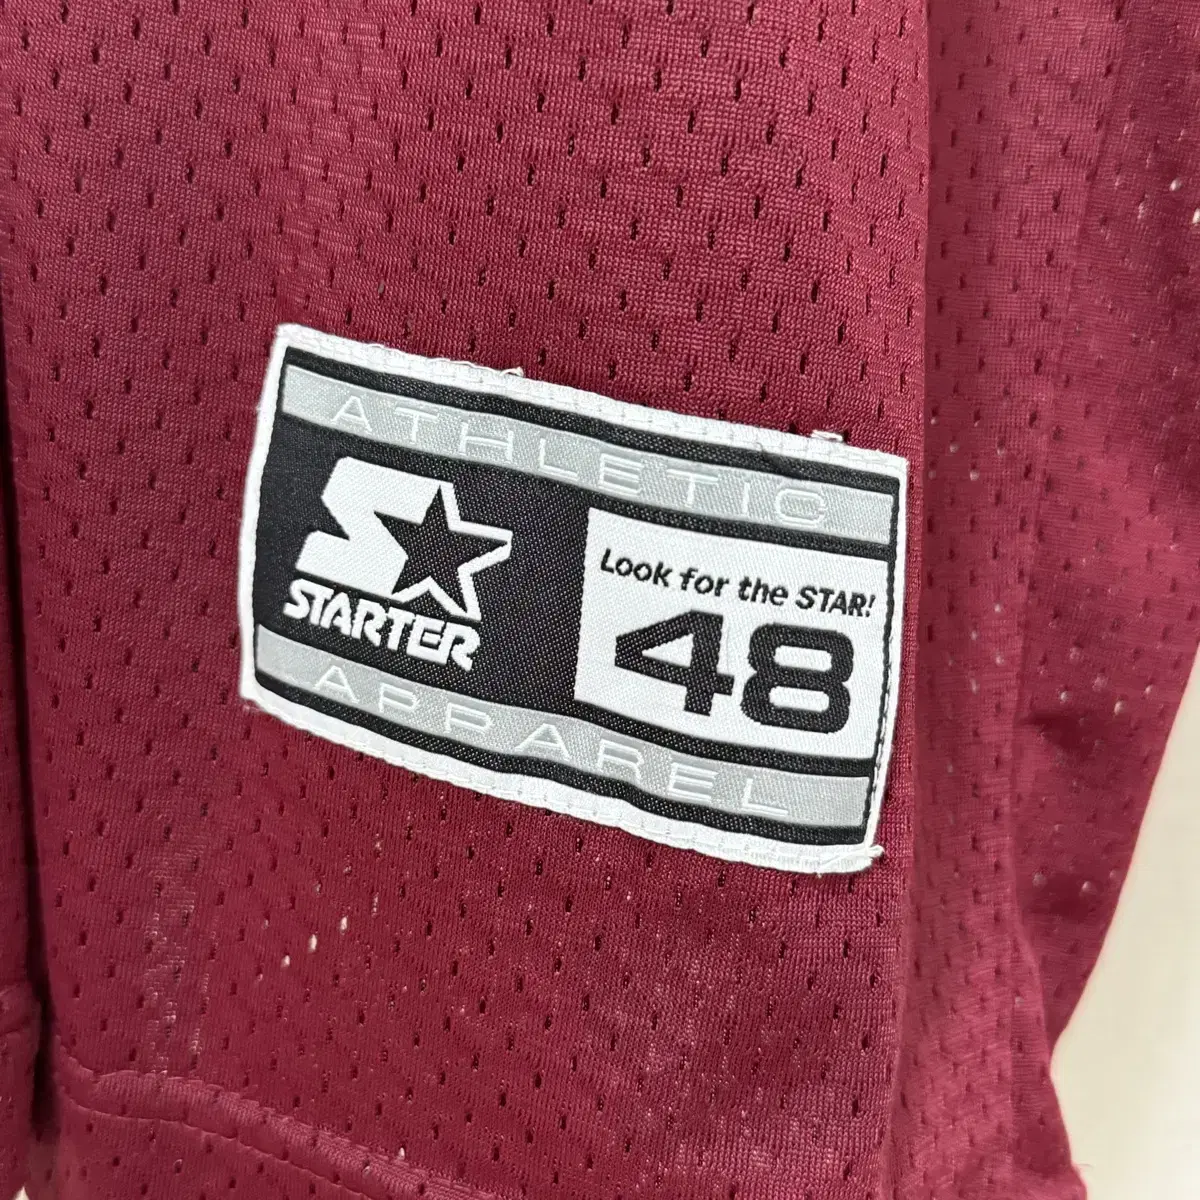 ATHLETIC
STARTER
Look for the STAR!
48
APPAREL